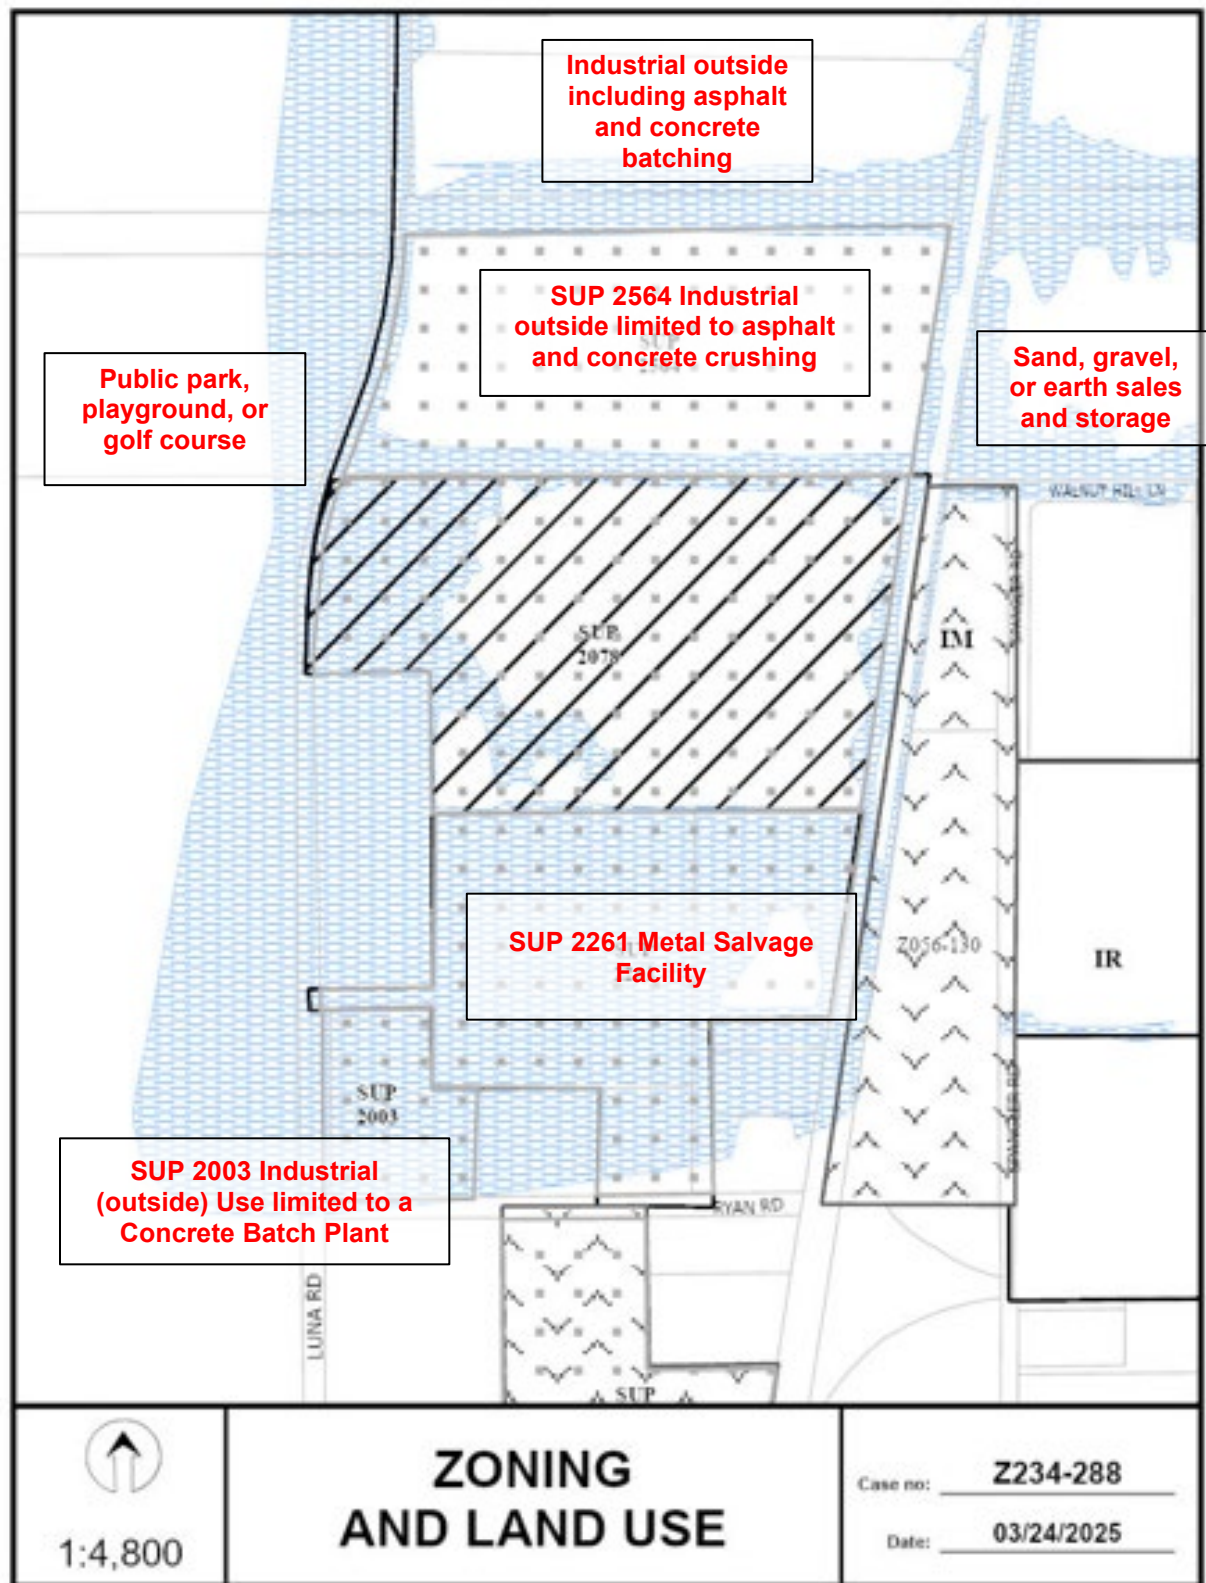 Industrial outside
including asphalt
and concrete
batching
SUP 2564 Industrial
outside limited to asphalt
and concrete crushing
SUP
Public park,
playground, or
golf course
Sand, gravel,
or earth sales
and storage
WALNUT HILL LN
SUP
2078
IM
SUP 2261 Metal Salvage
Facility
Z056-130
IR
SUP
2003
SUP 2003 Industrial
(outside) Use limited to a
Concrete Batch Plant
RYAN RD
LUNA RD
SUP
1:4,800
ZONING
AND LAND USE
Case no: Z234-288
Date: 03/24/2025